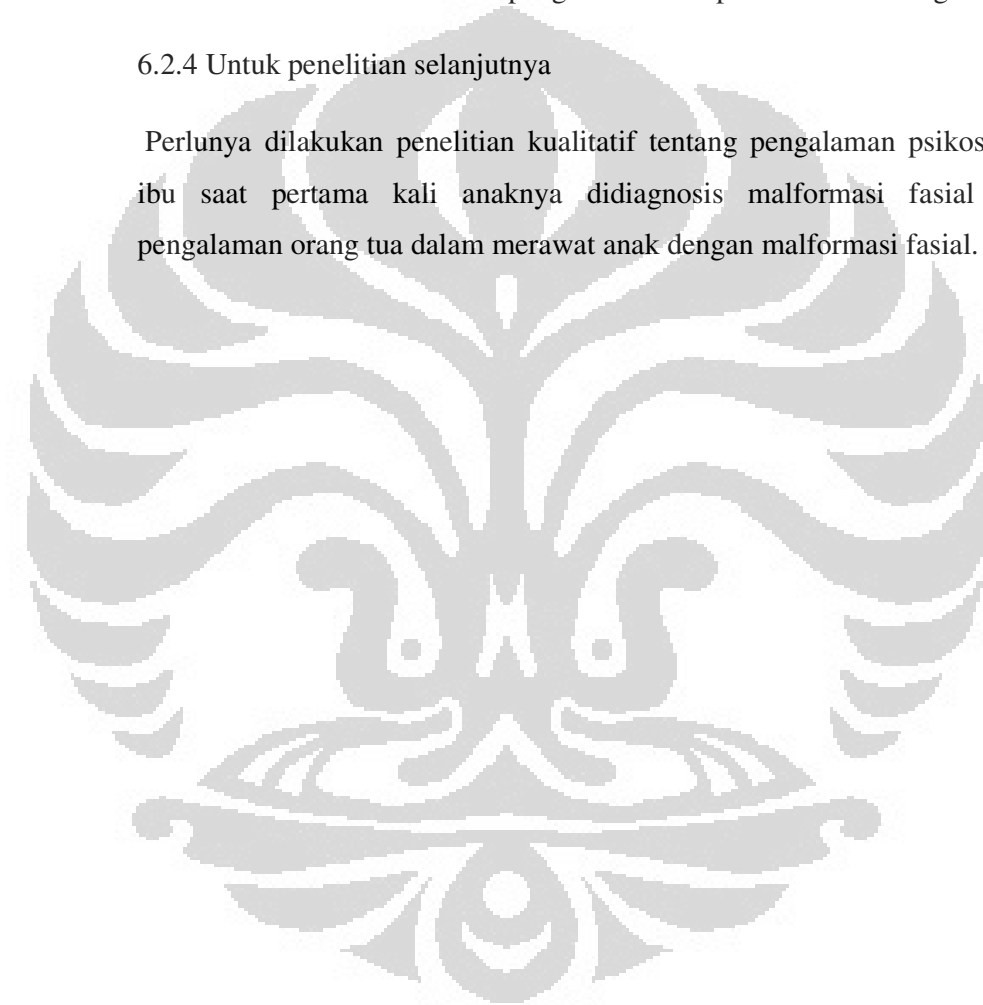 6.2.4 Untuk penelitian selanjutnya
Perlunya dilakukan penelitian kualitatif tentang pengalaman
ibu saat pertama kali anaknya didiagnosis malformasi fasial
pengalaman orang tua dalam merawat anak dengan malformasi fasial.